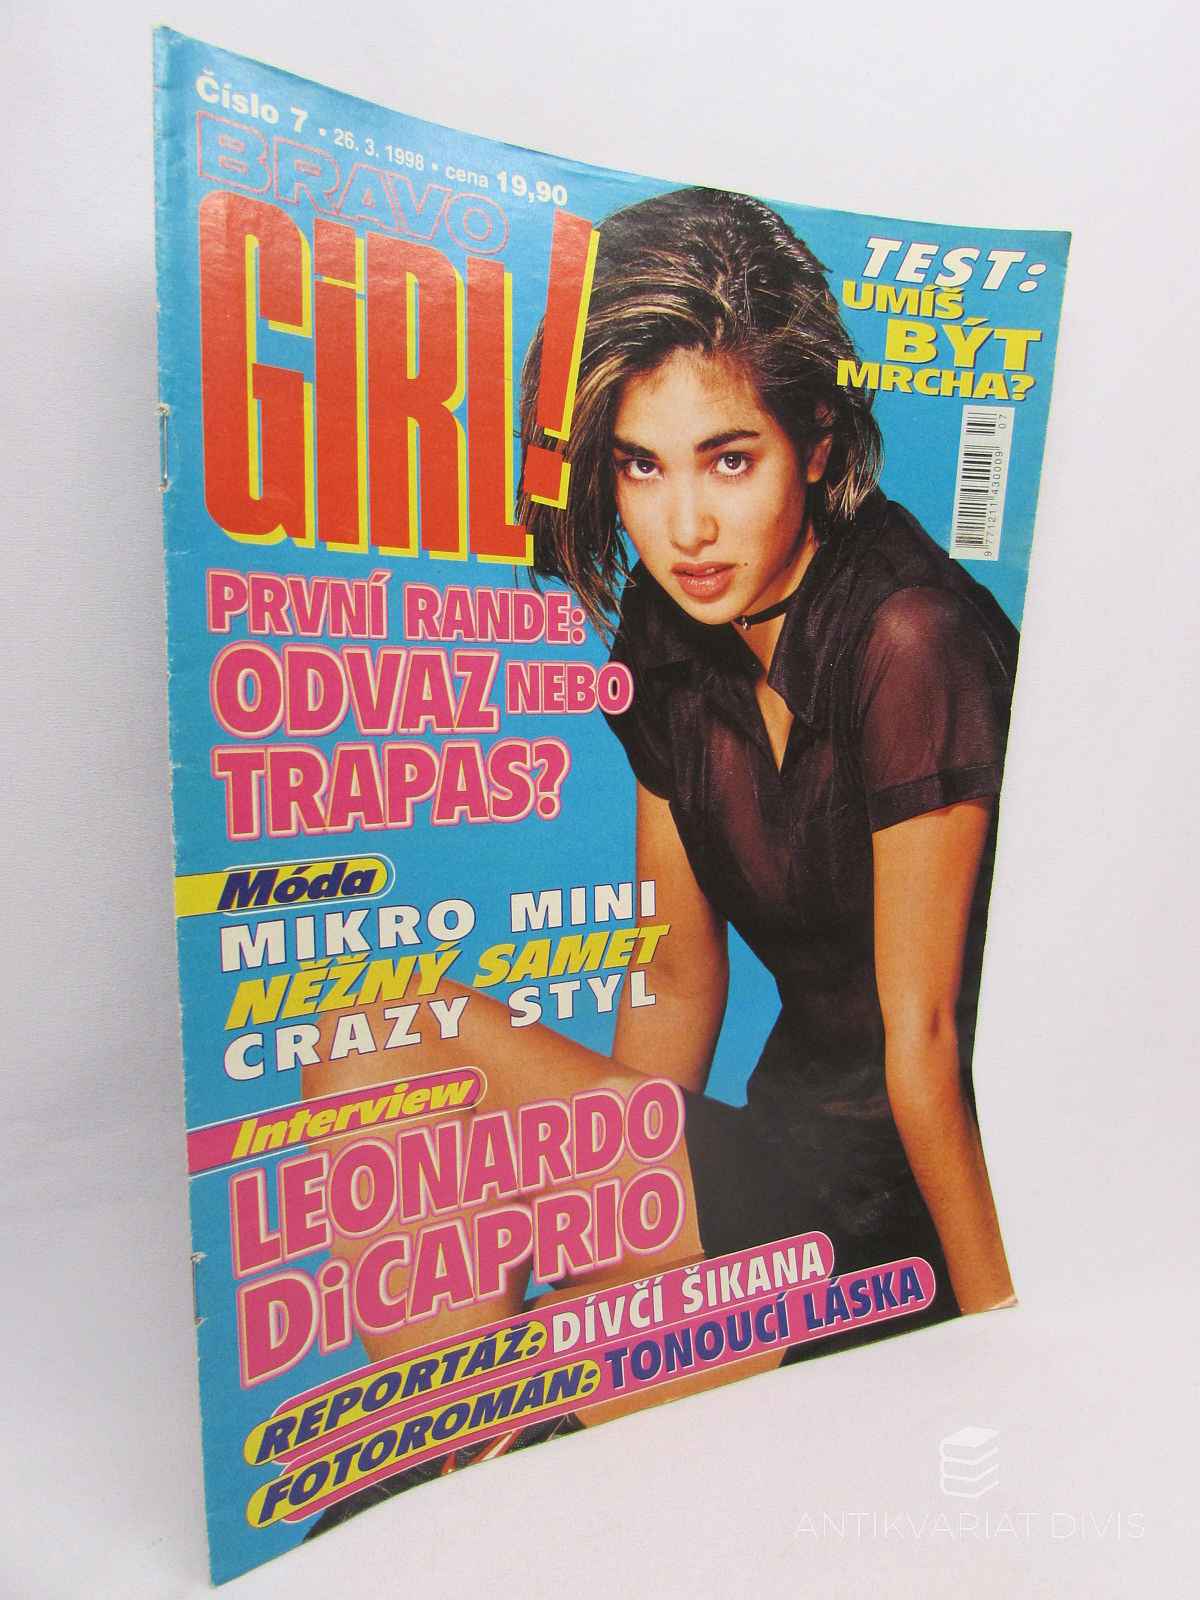 Číslo 7 • 26. 3. 1998 • cena 19,90
BRAVO
GiRL!
TEST:
UMÍŠ
BÝT
MRCHA?
07
9 771211 430009
PRVNÍ RANDE:
ODVAZ NEBO
TRAPAS?
Móda
MIKRO MINI
NĚŽNÝ SAMET
CRAZY STYL
Interview
LEONARDO
DiCAPRIO
REPORTÁŽ: DÍVČÍ ŠIKANA
FOTOROMÁN: TONOUCÍ LÁSKA
ANTIKVARIAT DIVIS